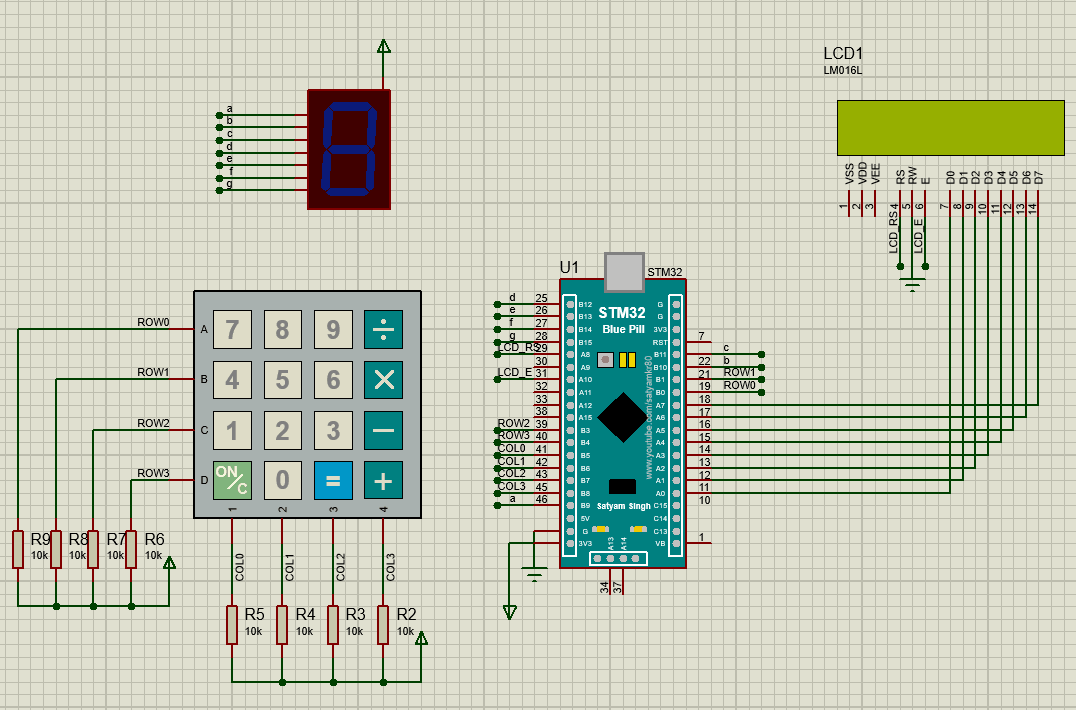 LCD1
LM016L
a
b
c
d
e
f
g
VSS
VDD
VEE
RS
RW
E
D0
D1
D2
D3
D4
D5
D6
D7
1
2
3
4
5
6
7
8
9
10
11
12
13
14
LCD_RS
LCD_E
U1
STM32
STM32
Blue Pill
www.youtube.com/satyamkr80
Satyam Singh
d 25 B12
e 26 B13
f 27 B14
g 28 B15
LCD_RS 29 A8
30 A9
LCD_E 31 A10
32 A11
33 A12
38 A15
ROW2 39 B3
ROW3 40 B4
COL0 41 B5
COL1 42 B6
COL2 43 B7
COL3 45 B8
a 46 B9
5V
G
3V3
G
G
3V3
RST 7
B11 c
B10 22 b
B1 21 ROW1
B0 19 ROW0
A7 18
A6 17
A5 16
A4 15
A3 14
A2 13
A1 12
A0 11
C15 10
C14
C13
VB 1
A13
A14
34
37
ROW0 A 7 8 9 ÷
ROW1 B 4 5 6 ×
ROW2 C 1 2 3 −
ROW3 D ON/C 0 = +
1
2
3
4
COL0
COL1
COL2
COL3
R9
10k
R8
10k
R7
10k
R6
10k
R5
10k
R4
10k
R3
10k
R2
10k